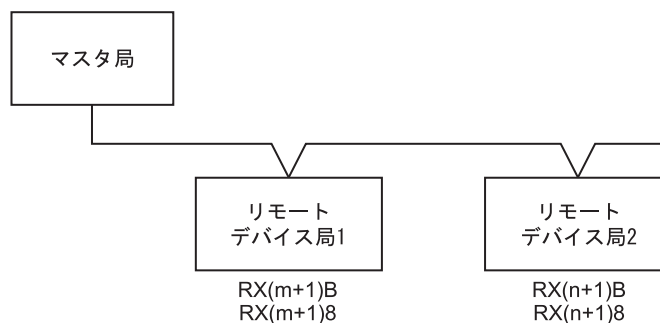 マスタ局
リモート
デバイス局1
リモート
デバイス局2
RX(m+1)B
RX(m+1)8
RX(n+1)B
RX(n+1)8